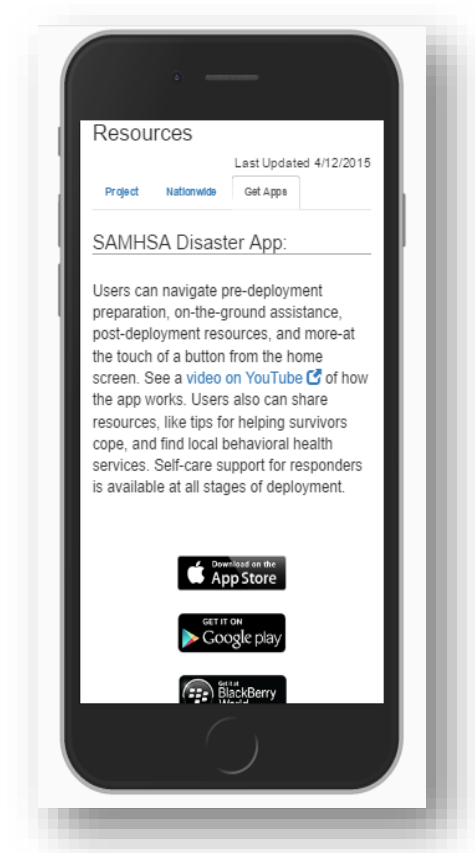 Resources
Last Updated 4/12/2015
Project Nationwide Get Apps
SAMHSA Disaster App:
Users can navigate pre-deployment
preparation, on-the-ground assistance,
post-deployment resources, and more-at
the touch of a button from the home
screen. See a video on YouTube of how
the app works. Users also can share
resources, like tips for helping survivors
cope, and find local behavioral health
services. Self-care support for responders
is available at all stages of deployment.
Download on the
App Store
GET IT ON
Google play
Get it at
BlackBerry
World